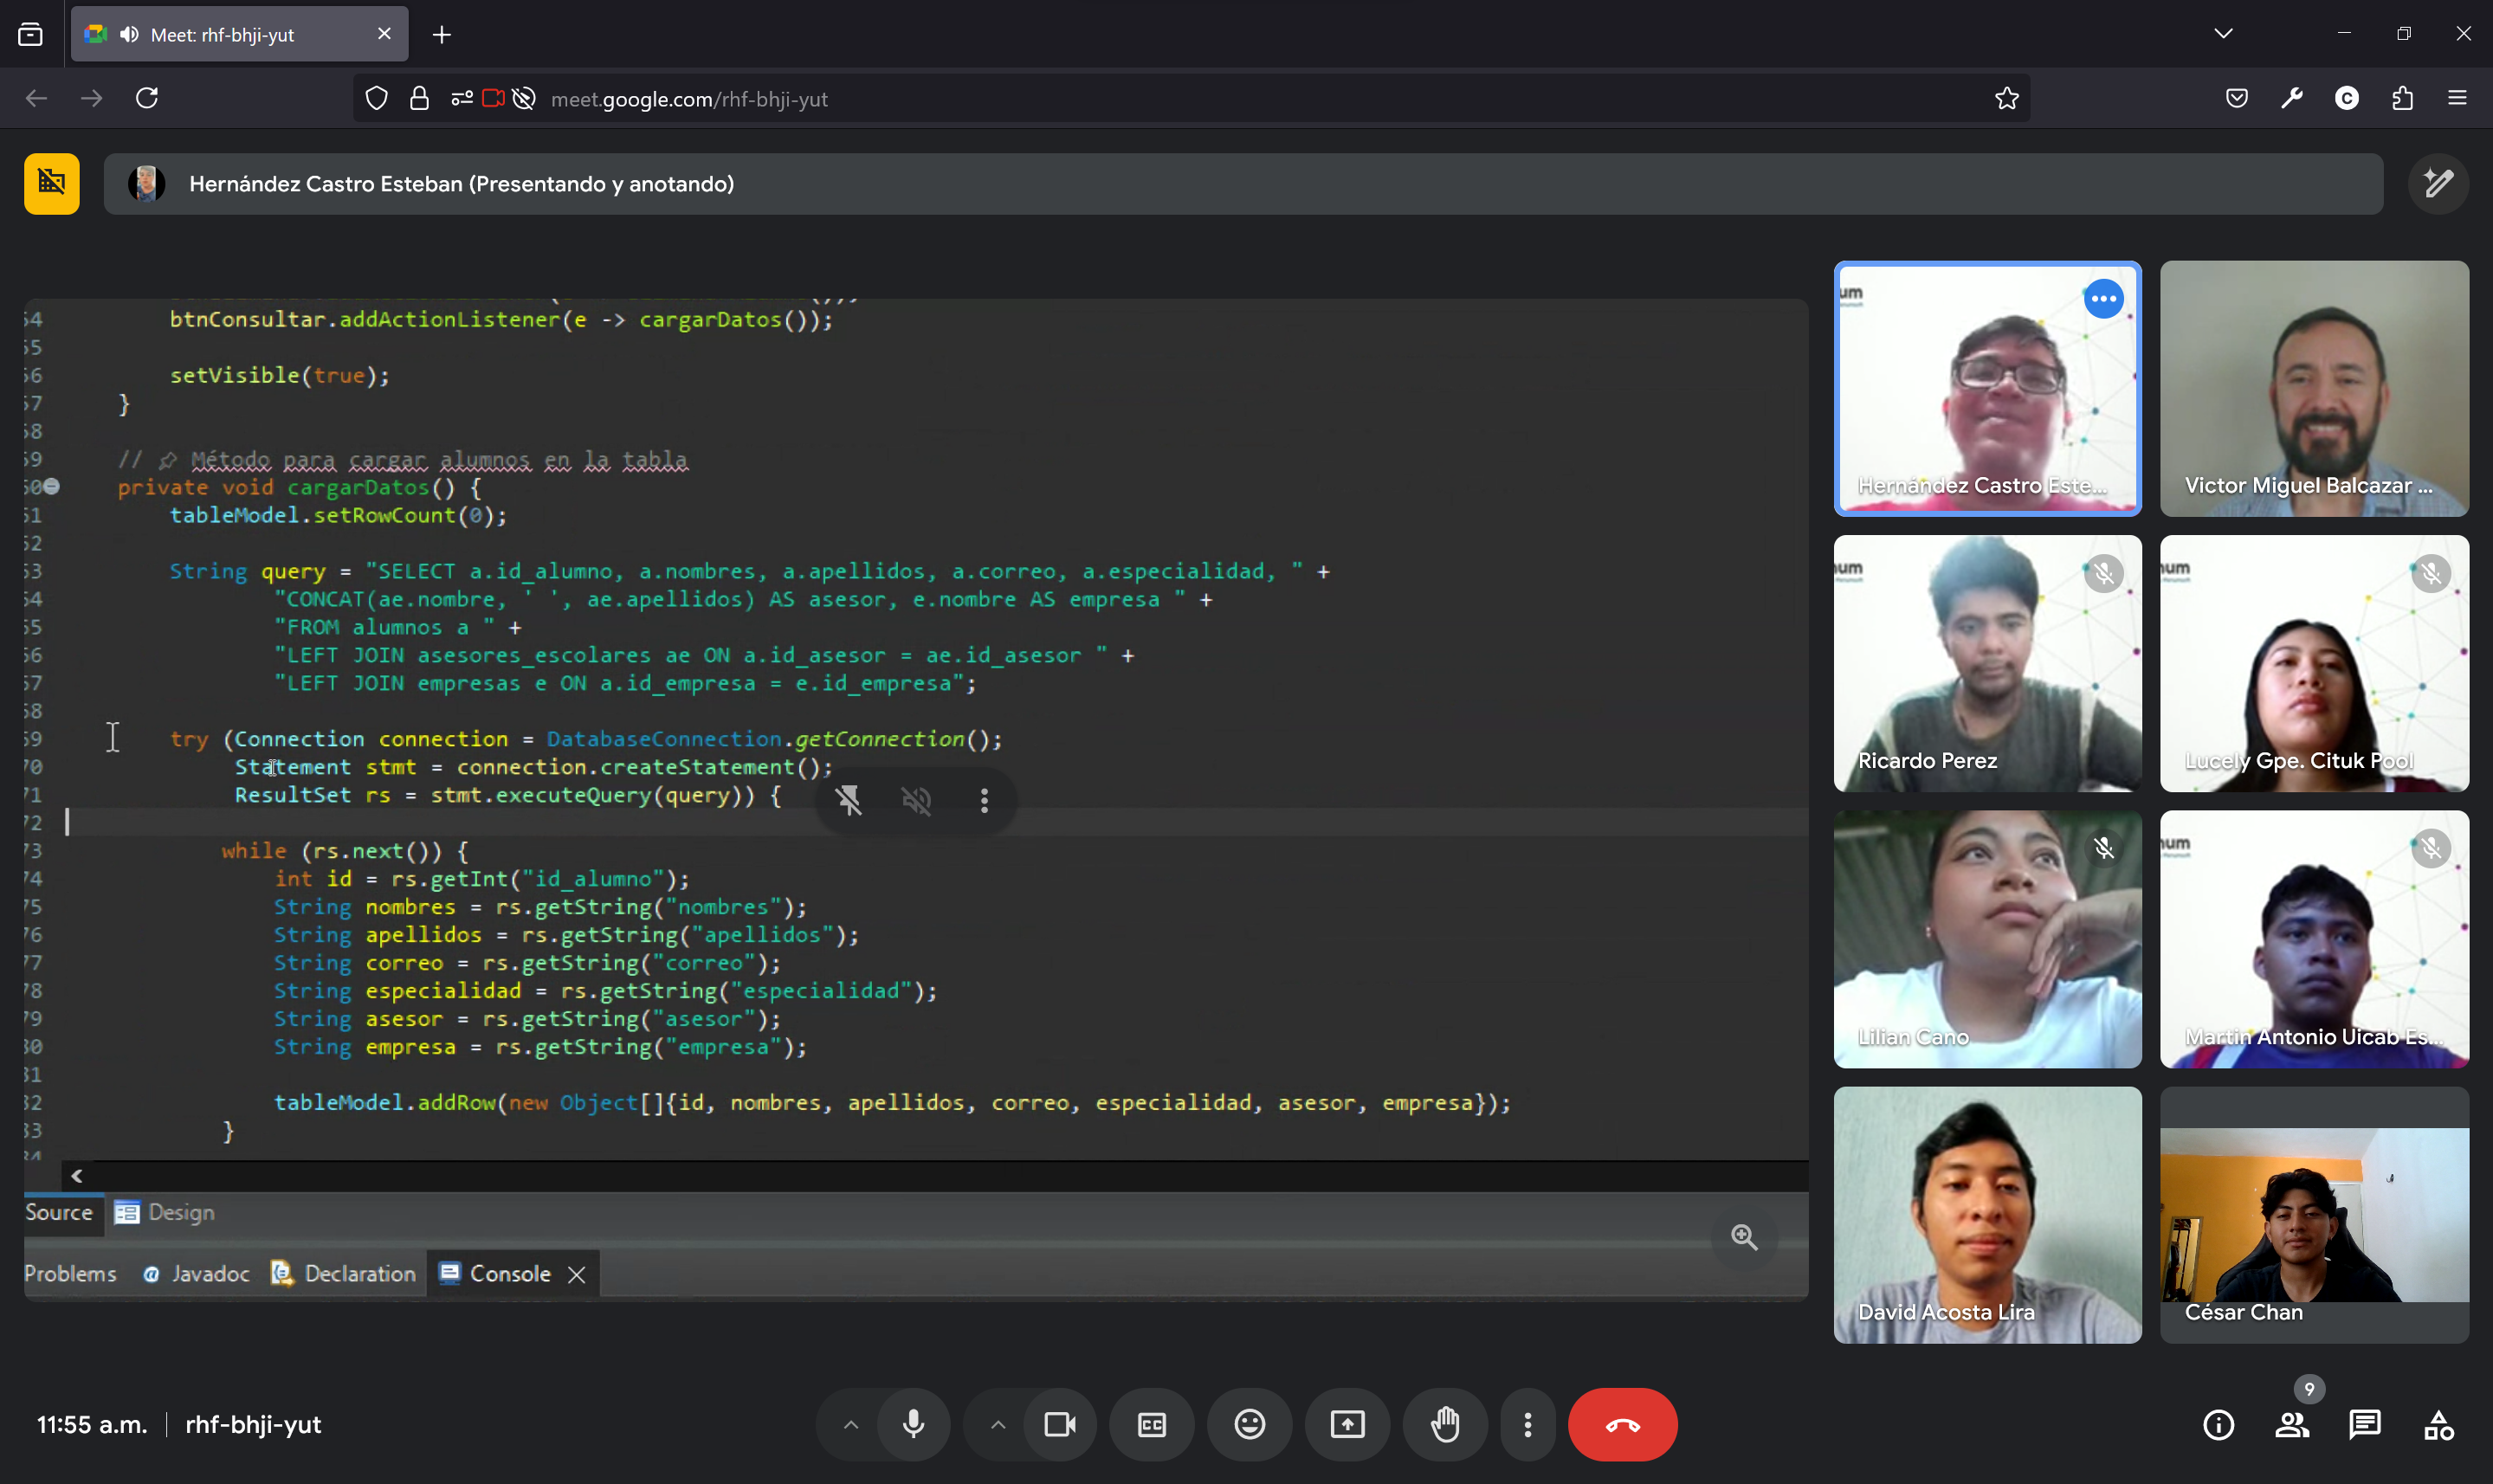 Meet: rhf-bhji-yut
meet.google.com/rhf-bhji-yut
Hernández Castro Esteban (Presentando y anotando)
54 btnConsultar.addActionListener(e -> cargarDatos());
55
56 setVisible(true);
57 }
58
59 // Método para cargar alumnos en la tabla
60 private void cargarDatos() {
61 tableModel.setRowCount(0);
62
63 String query = "SELECT a.id_alumno, a.nombres, a.apellidos, a.correo, a.especialidad, " +
64 "CONCAT(ae.nombre, ' ', ae.apellidos) AS asesor, e.nombre AS empresa " +
65 "FROM alumnos a " +
66 "LEFT JOIN asesores_escolares ae ON a.id_asesor = ae.id_asesor " +
67 "LEFT JOIN empresas e ON a.id_empresa = e.id_empresa";
68
69 try (Connection connection = DatabaseConnection.getConnection();
70 Statement stmt = connection.createStatement();
71 ResultSet rs = stmt.executeQuery(query)) {
72
73 while (rs.next()) {
74 int id = rs.getInt("id_alumno");
75 String nombres = rs.getString("nombres");
76 String apellidos = rs.getString("apellidos");
77 String correo = rs.getString("correo");
78 String especialidad = rs.getString("especialidad");
79 String asesor = rs.getString("asesor");
80 String empresa = rs.getString("empresa");
81
82 tableModel.addRow(new Object[]{id, nombres, apellidos, correo, especialidad, asesor, empresa});
83 }
84
Source Design
Problems Javadoc Declaration Console
um
Hernández Castro Este...
Victor Miguel Balcazar ...
num
Ricardo Perez
num
Lucely Gpe. Cituk Pool
Lilian Cano
num
Martin Antonio Uicab Es...
David Acosta Lira
César Chan
11:55 a.m. | rhf-bhji-yut
CC
9